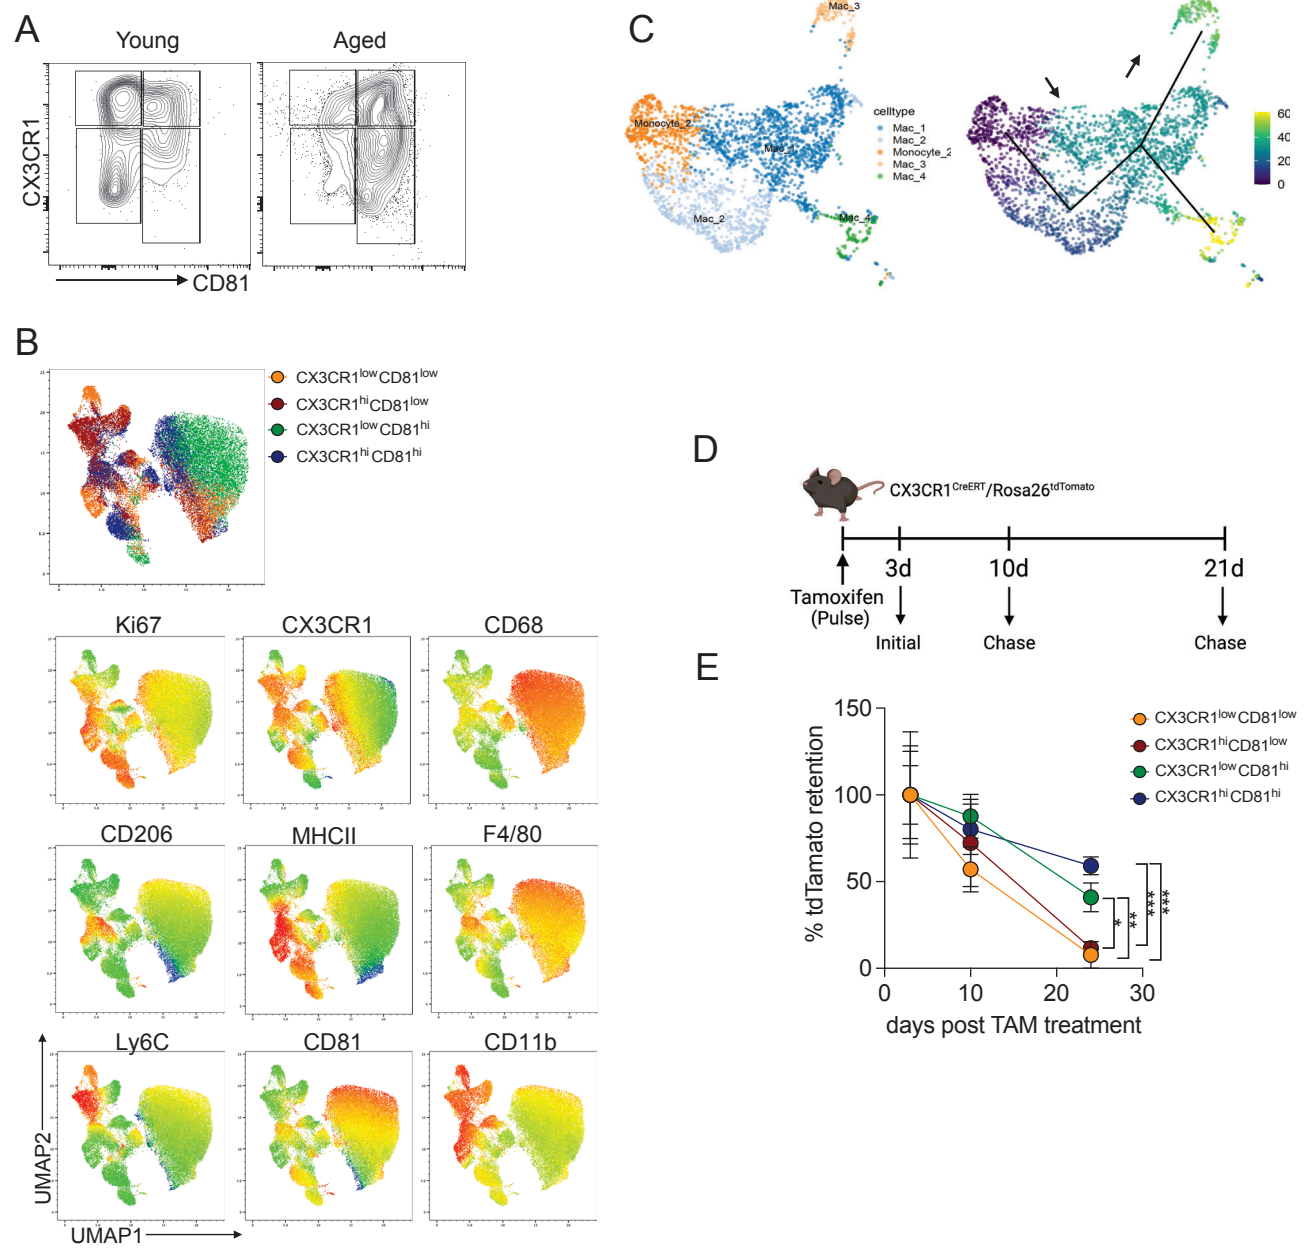 A
Young
Aged
CX3CR1
CD81
B
CX3CR1lowCD81low
CX3CR1hiCD81low
CX3CR1lowCD81hi
CX3CR1hiCD81hi
Ki67
CX3CR1
CD68
CD206
MHCII
F4/80
Ly6C
CD81
CD11b
UMAP2
UMAP1
C
Mac_3
Monocyte_2
Mac_1
Mac_2
Mac_4
celltype
Mac_1
Mac_2
Monocyte_2
Mac_3
Mac_4
60
40
20
0
D
CX3CR1CreERT/Rosa26tdTomato
3d
10d
21d
Tamoxifen
(Pulse)
Initial
Chase
Chase
E
% tdTamato retention
150
100
50
0
0
10
20
30
days post TAM treatment
CX3CR1lowCD81low
CX3CR1hiCD81low
CX3CR1lowCD81hi
CX3CR1hiCD81hi
*
**
***
***